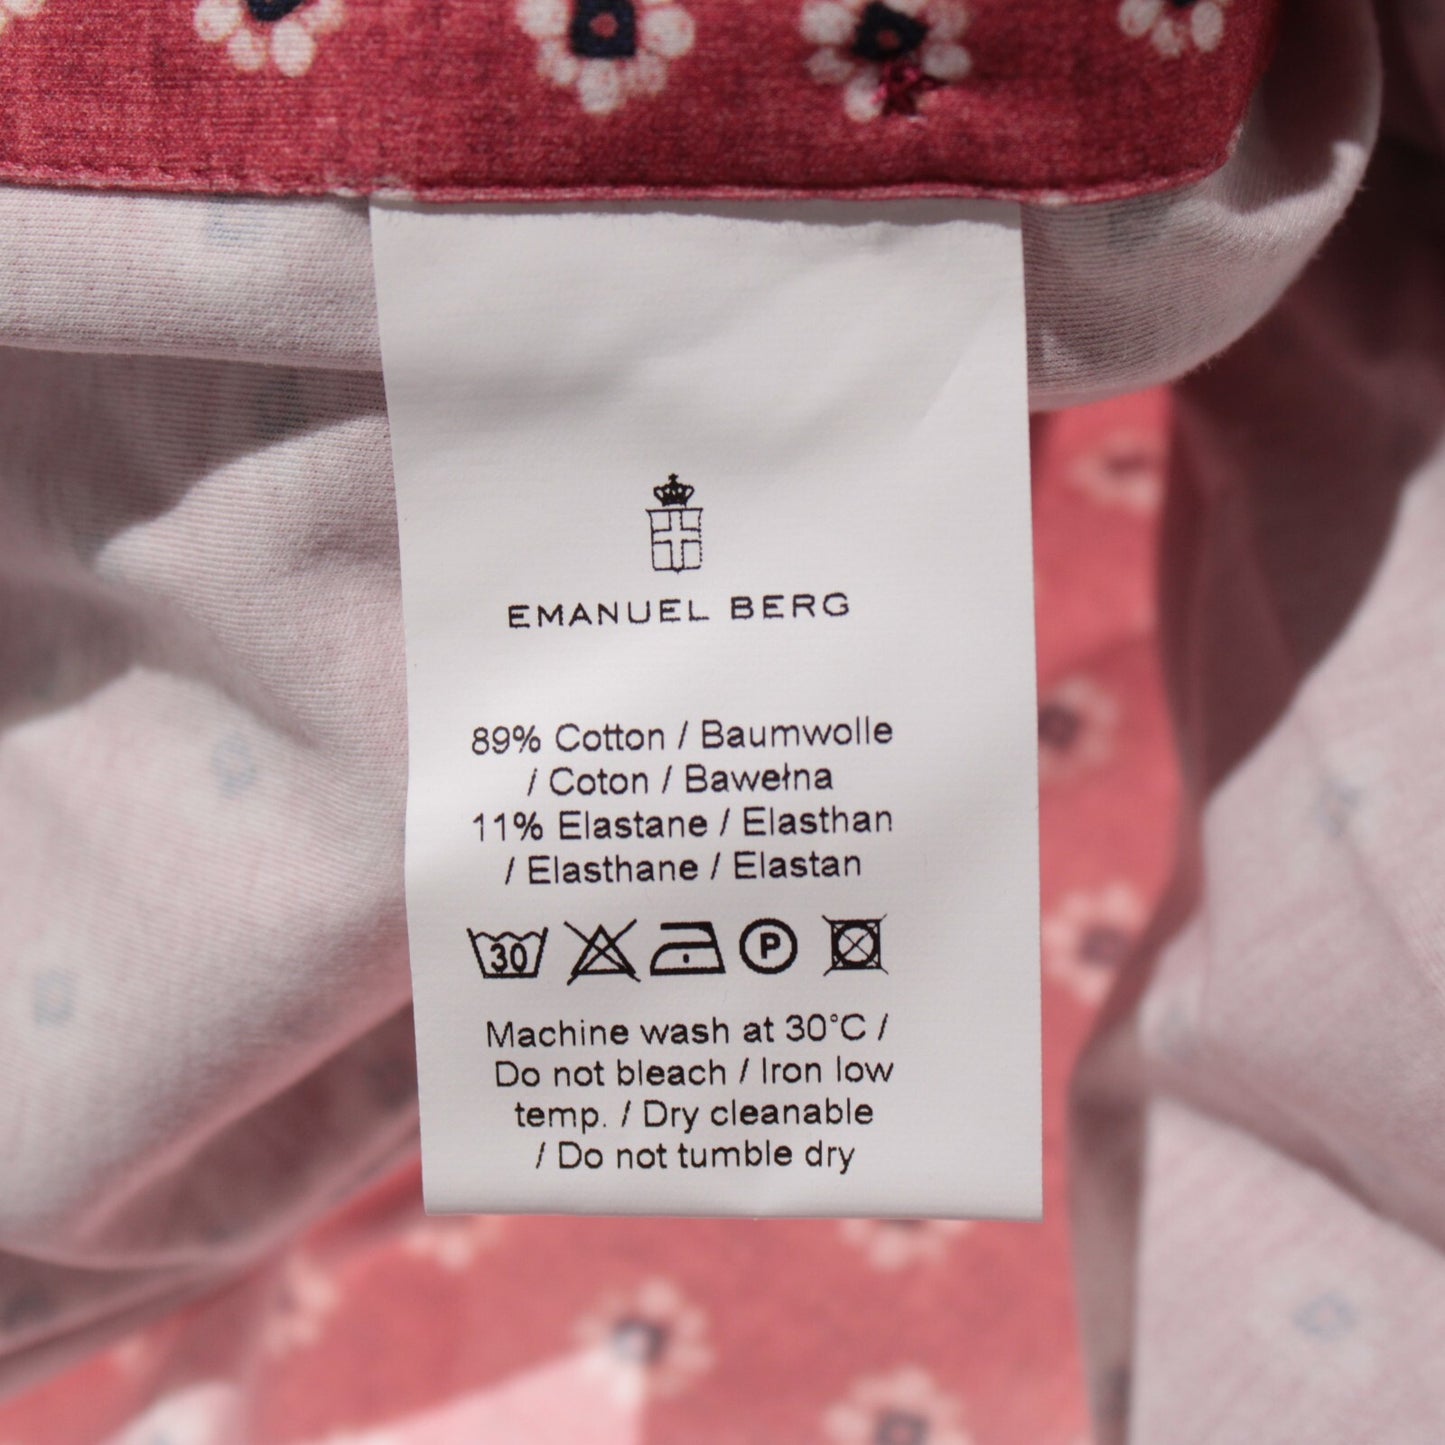 EMANUEL BERG
89% Cotton / Baumwolle
/ Coton / Bawełna
11% Elastane / Elasthan
/ Elasthane / Elastan
30 P
Machine wash at 30°C /
Do not bleach / Iron low
temp. / Dry cleanable
/ Do not tumble dry